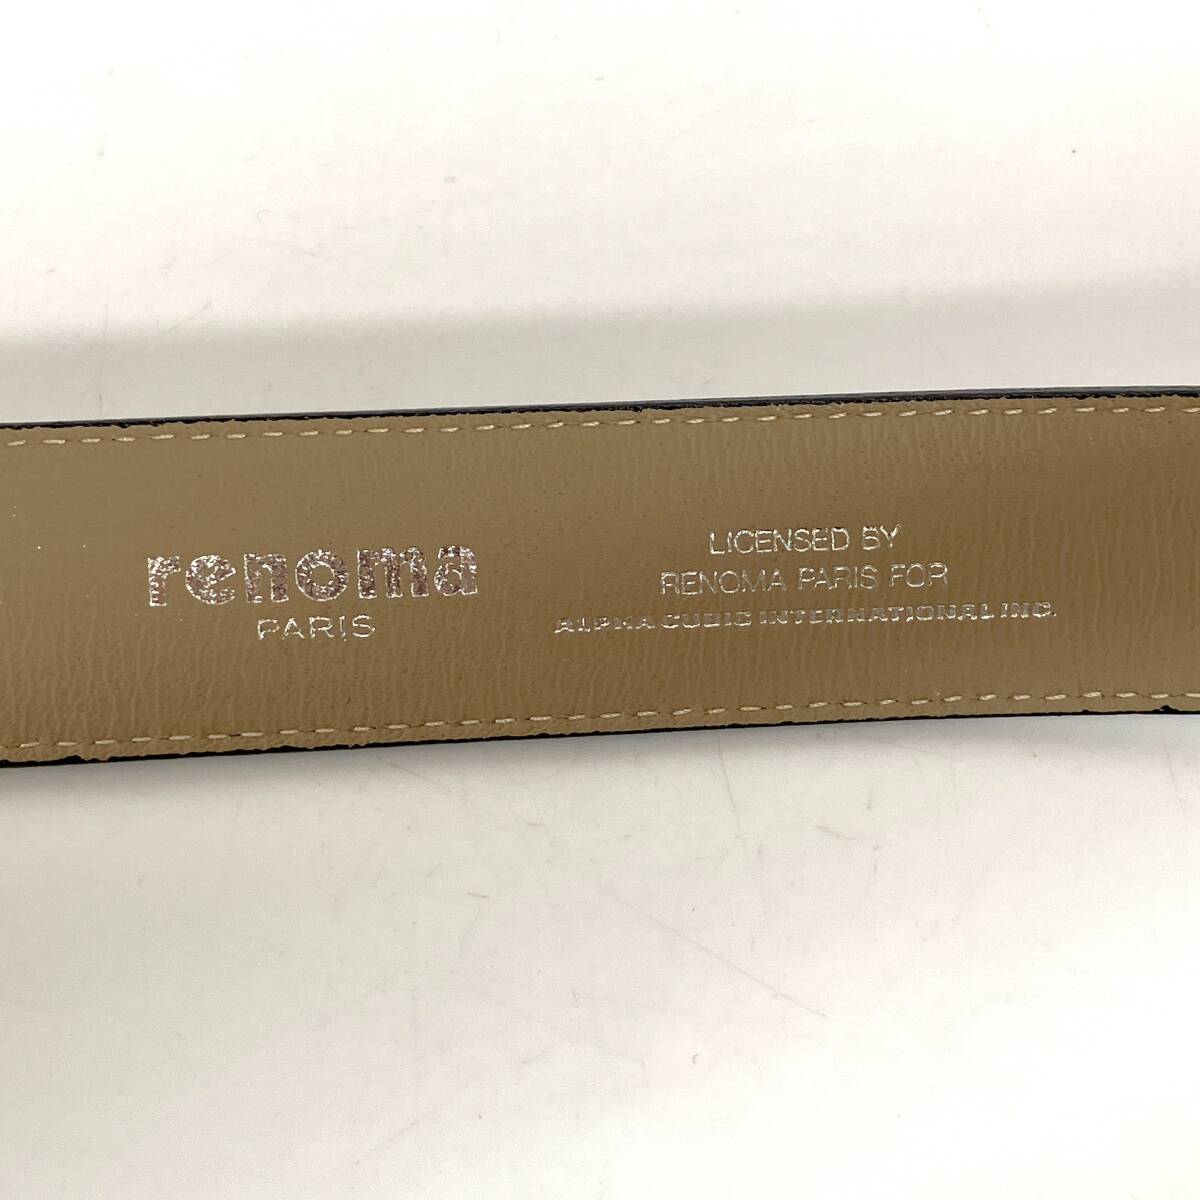 renoma
PARIS
LICENSED BY
RENOMA PARIS FOR
ALPHA CUBIC INTERNATIONAL INC.